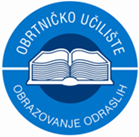 OBRTNIČKO UČILIŠTE
OBRAZOVANJE ODRASLIH